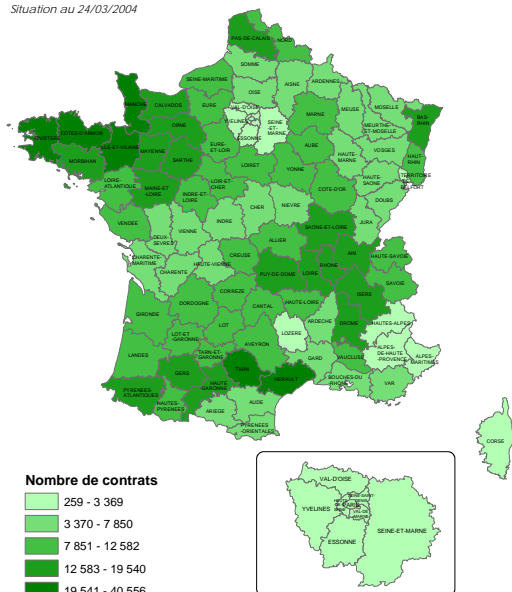 Situation au 24/03/2004
PAS-DE-CALAIS
NORD
SOMME
SEINE-MARITIME
AISNE
ARDENNES
OISE
MANCHE
CALVADOS
EURE
VAL-D'OISE
MARNE
MEUSE
MOSELLE
YVELINES
SEINE
-ET-
MARNE
MEURTHE-
ET-MOSELLE
BAS-
RHIN
ESSONNE
ORNE
FINISTERE
COTES-D'ARMOR
ILLE-ET-VILAINE
MAYENNE
EURE-
ET-LOIR
AUBE
HAUTE-
MARNE
VOSGES
HAUT-
RHIN
MORBIHAN
SARTHE
LOIRET
YONNE
HAUTE-
SAONE
TERRITOIRE
DE
BELFORT
LOIRE-
ATLANTIQUE
MAINE-ET
-LOIRE
LOIR-ET-
CHER
INDRE-ET-
LOIRE
COTE-D'OR
DOUBS
CHER
NIEVRE
VENDEE
DEUX-
SEVRES
VIENNE
INDRE
SAONE-ET-LOIRE
JURA
ALLIER
CHARENTE-
MARITIME
CHARENTE
HAUTE-VIENNE
CREUSE
AIN
HAUTE-SAVOIE
PUY-DE-DOME
LOIRE
RHONE
SAVOIE
CORREZE
ISERE
DORDOGNE
CANTAL
HAUTE-LOIRE
GIRONDE
LOT
LOZERE
ARDECHE
DROME
HAUTES-ALPES
LOT-ET
-GARONNE
AVEYRON
TARN-ET-
GARONNE
GARD
VAUCLUSE
ALPES-
DE-HAUTE
-PROVENCE
ALPES-
MARITIMES
LANDES
GERS
TARN
HERAULT
BOUCHES-DU
-RHONE
VAR
PYRENEES-
ATLANTIQUES
HAUTE
-GARONNE
HAUTES-
PYRENEES
AUDE
ARIEGE
PYRENEES
-ORIENTALES
CORSE
Nombre de contrats
259 - 3 369
3 370 - 7 850
7 851 - 12 582
12 583 - 19 540
19 541 - 40 556
VAL-D'OISE
YVELINES
PARIS
ESSONNE
SEINE-ET-MARNE